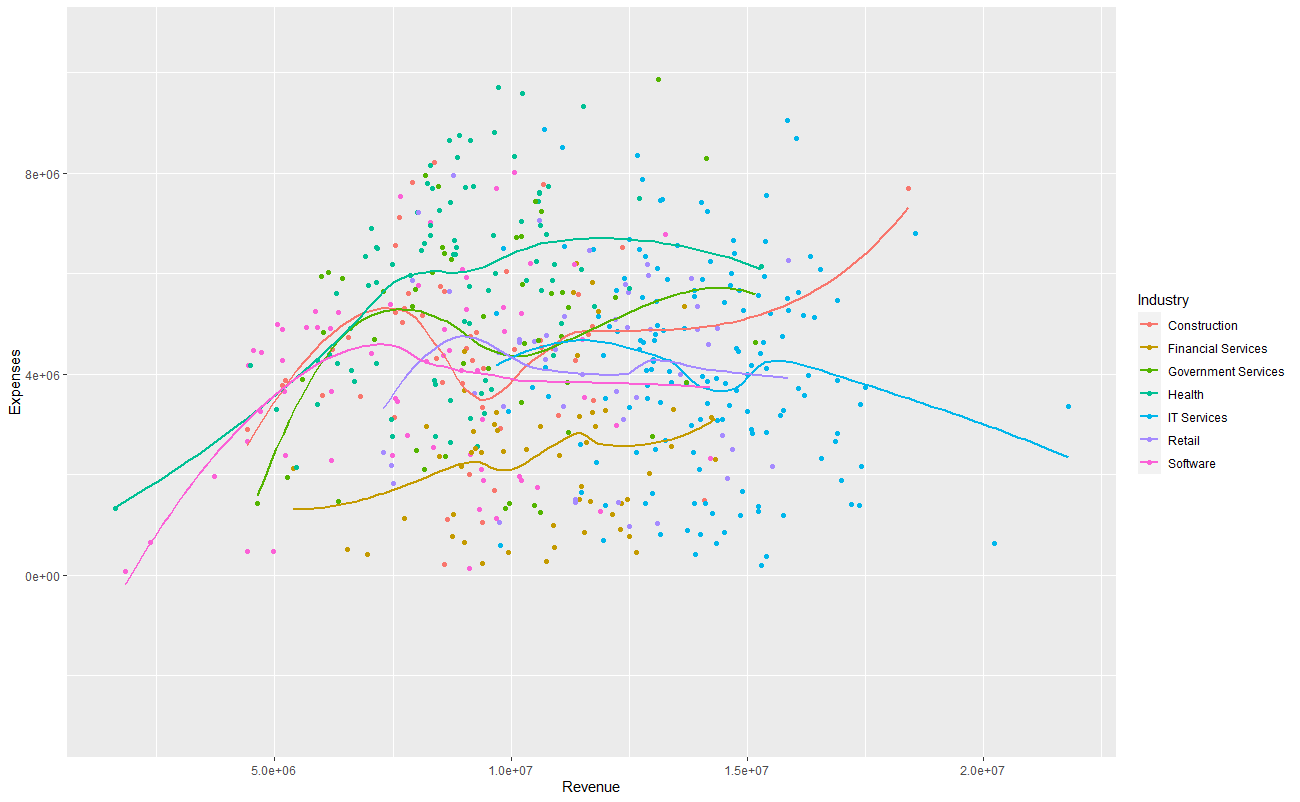 Expenses
8e+06
4e+06
0e+00
5.0e+06
1.0e+07
1.5e+07
2.0e+07
Revenue
Industry
Construction
Financial Services
Government Services
Health
IT Services
Retail
Software